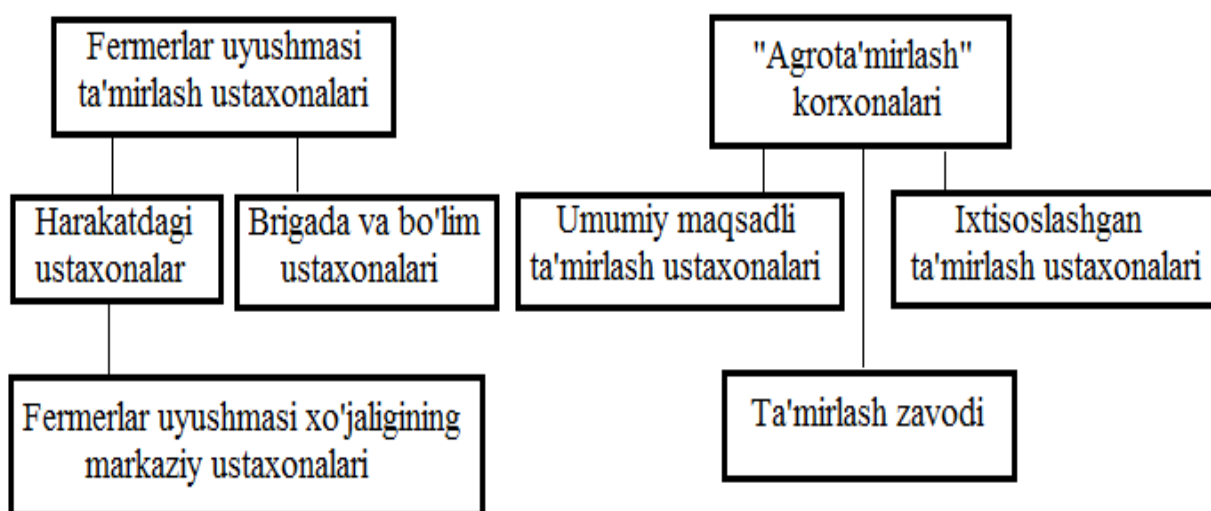 Fermerlar uyushmasi
ta'mirlash ustaxonalari
"Agrota'mirlash"
korxonalari
Harakatdagi
ustaxonalar
Brigada va bo'lim
ustaxonalari
Umumiy maqsadli
ta'mirlash ustaxonalari
Ixtisoslashgan
ta'mirlash ustaxonalari
Fermerlar uyushmasi xo'jaligining
markaziy ustaxonalari
Ta'mirlash zavodi